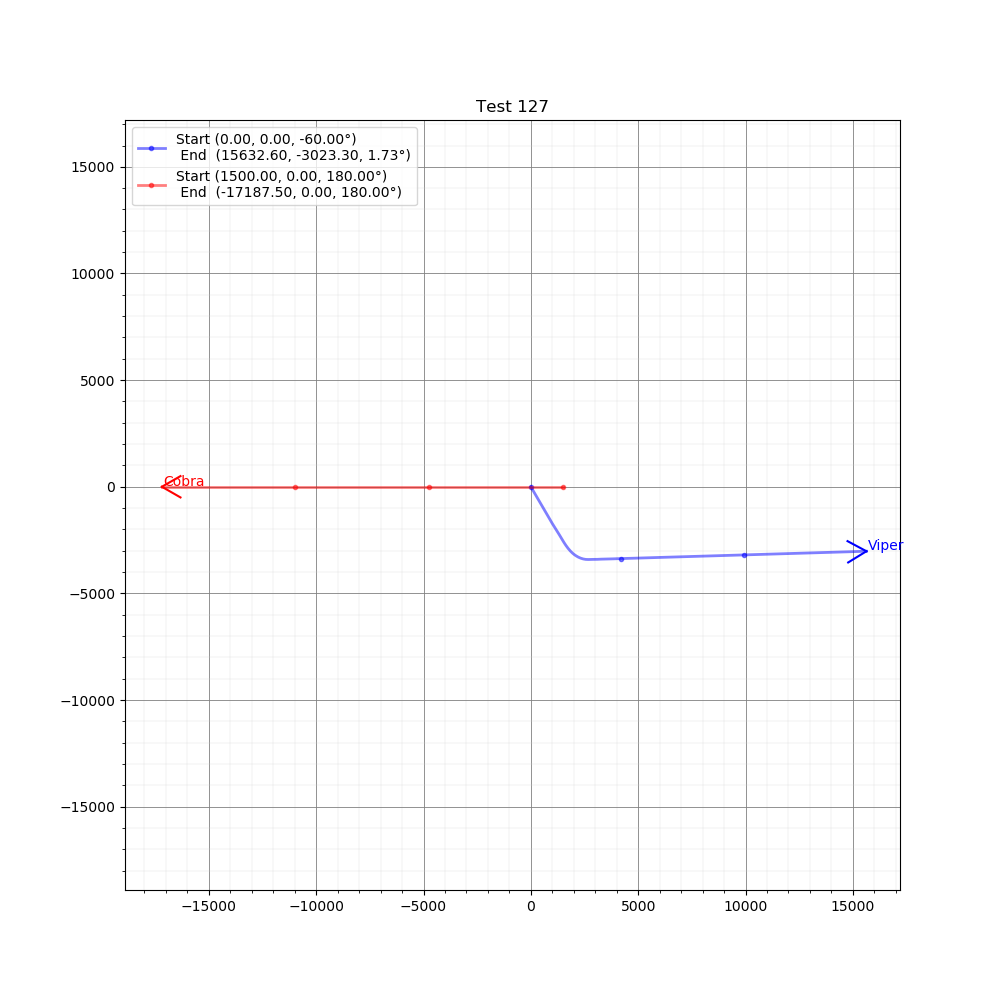 Test 127
Start (0.00, 0.00, -60.00°)
End  (15632.60, -3023.30, 1.73°)
Start (1500.00, 0.00, 180.00°)
End  (-17187.50, 0.00, 180.00°)
15000
10000
5000
0
−5000
−10000
−15000
Cobra
Viper
−15000 −10000 −5000 0 5000 10000 15000